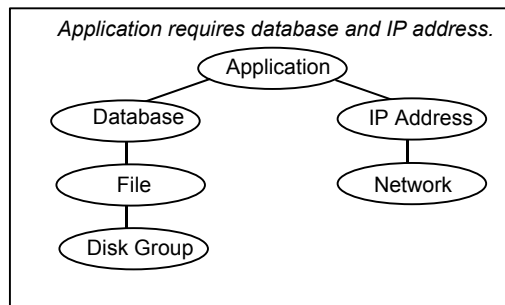 Application requires database and IP address.
Application
Database
IP Address
File
Network
Disk Group